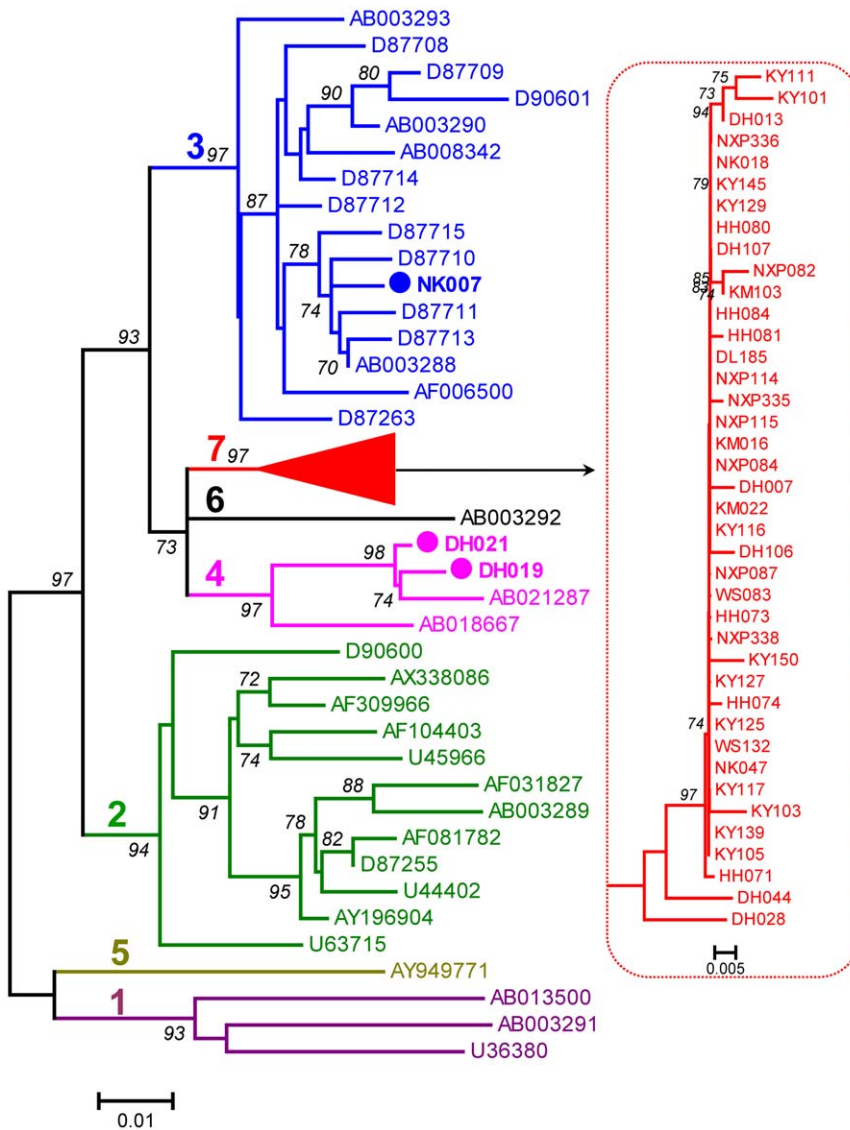 AB003293
D87708
80
D87709
90
D90601
AB003290
AB008342
3
97
D87714
87
D87712
D87715
78
D87710
NK007
74
D87711
D87713
70
AB003288
AF006500
93
D87263
7
97
6
AB003292
73
98
DH021
DH019
4
74
AB021287
97
AB018667
97
D90600
72
AX338086
AF309966
AF104403
74
U45966
88
AF031827
91
AB003289
78
2
82
AF081782
94
D87255
95
U44402
AY196904
U63715
5
AY949771
1
AB013500
93
AB003291
U36380
0.01
75
KY111
73
KY101
94
DH013
NXP336
NK018
79
KY145
KY129
HH080
DH107
NXP082
85
83
74
KM103
HH084
HH081
DL185
NXP114
NXP335
NXP115
KM016
NXP084
DH007
KM022
KY116
DH106
NXP087
WS083
HH073
NXP338
KY150
KY127
HH074
74
KY125
WS132
NK047
KY117
97
KY103
KY139
KY105
HH071
DH044
DH028
0.005